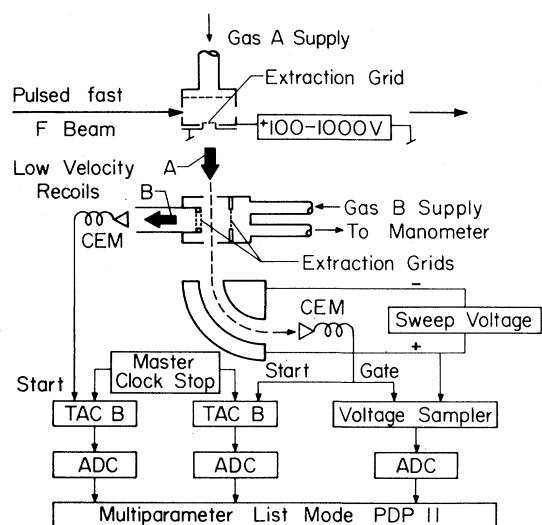 Gas A Supply
Extraction Grid
Pulsed fast
F Beam
+100-1000V
Low Velocity
Recoils
A
B
Gas B Supply
To Manometer
CEM
Extraction Grids
CEM
-
Sweep Voltage
+
Master
Clock Stop
Start
Start
Gate
TAC B
TAC B
Voltage Sampler
ADC
ADC
ADC
Multiparameter List Mode PDP II